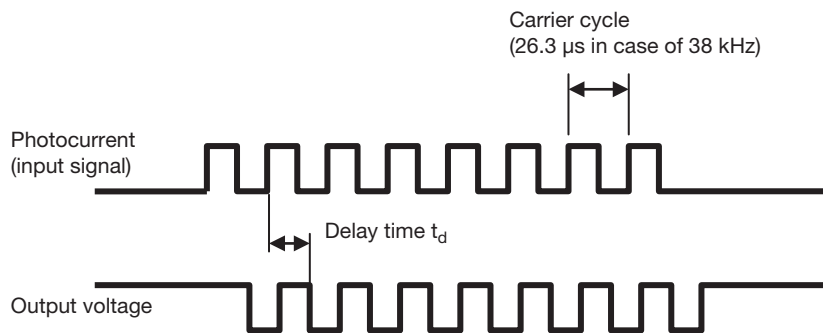 Carrier cycle
(26.3 µs in case of 38 kHz)
Photocurrent
(input signal)
Delay time td
Output voltage